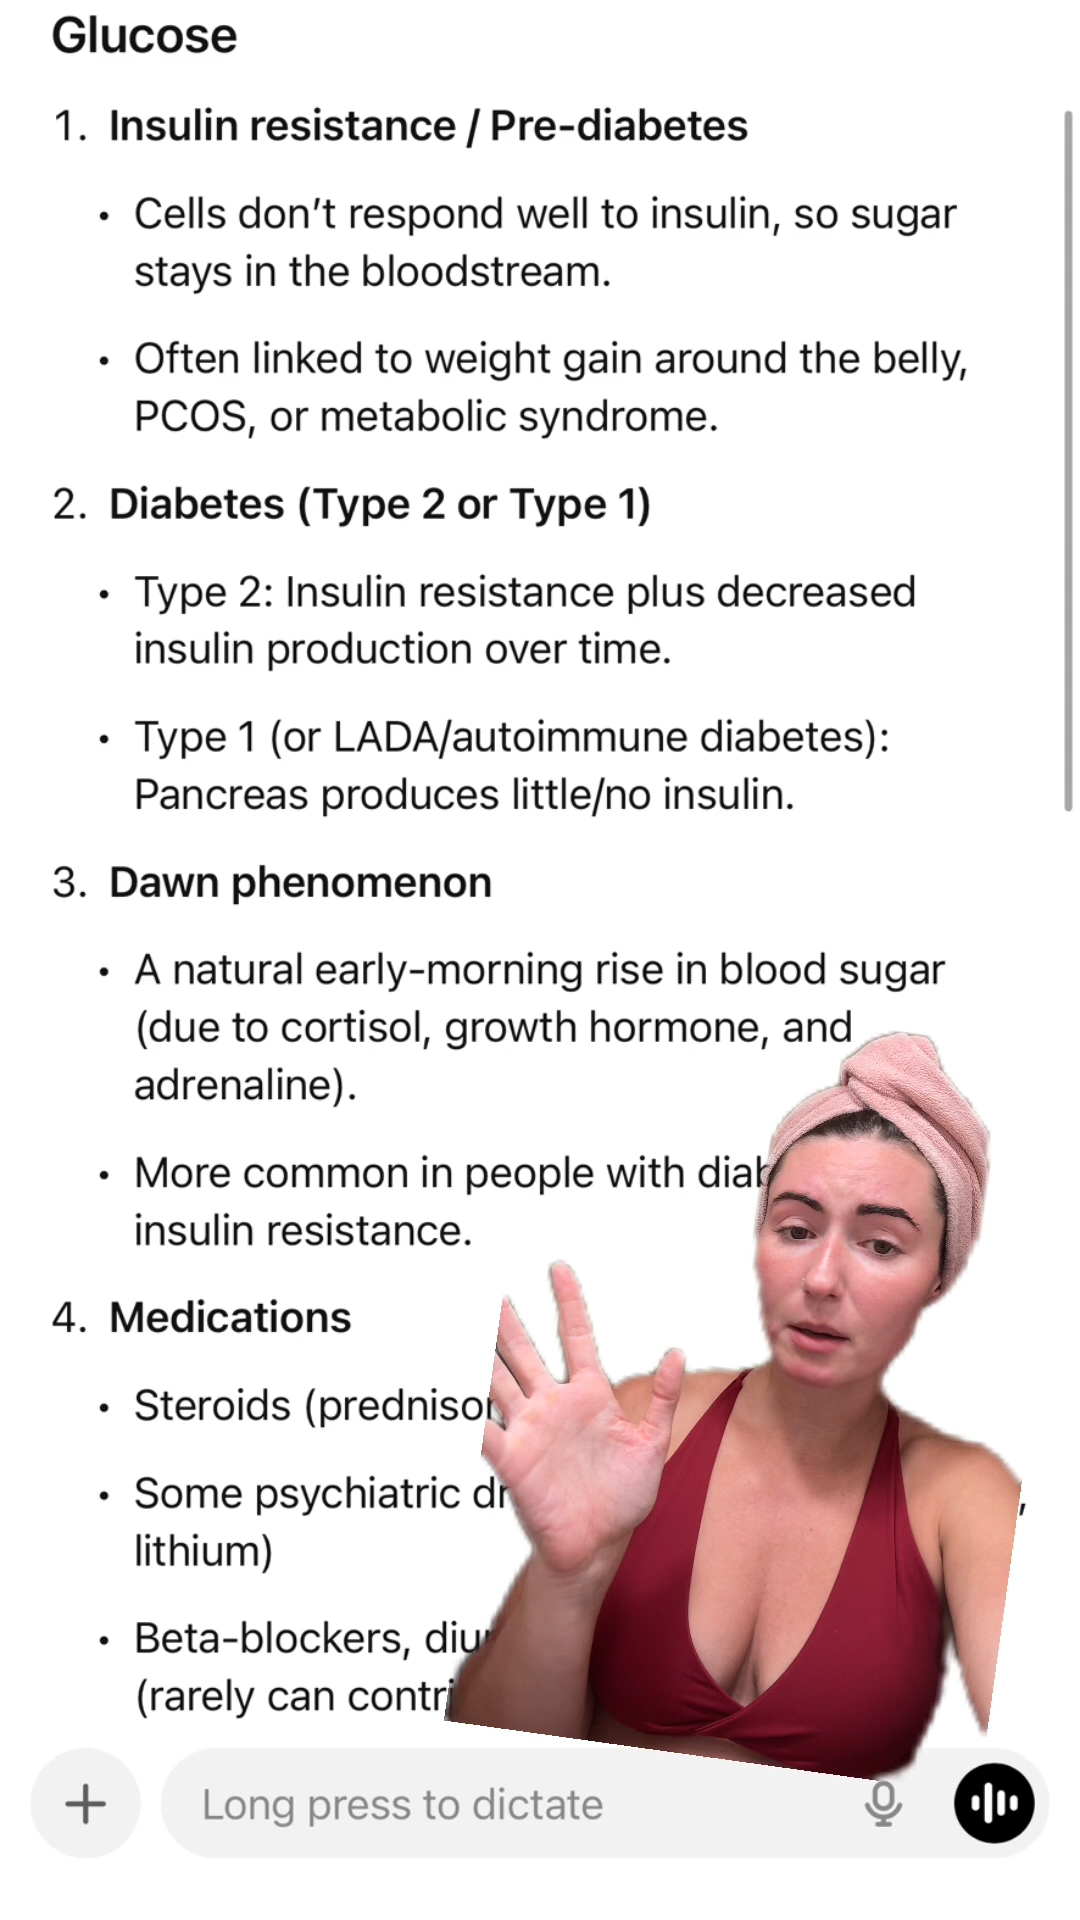 Glucose
1. Insulin resistance / Pre-diabetes
• Cells don’t respond well to insulin, so sugar
stays in the bloodstream.
• Often linked to weight gain around the belly,
PCOS, or metabolic syndrome.
2. Diabetes (Type 2 or Type 1)
• Type 2: Insulin resistance plus decreased
insulin production over time.
• Type 1 (or LADA/autoimmune diabetes):
Pancreas produces little/no insulin.
3. Dawn phenomenon
• A natural early-morning rise in blood sugar
(due to cortisol, growth hormone, and
adrenaline).
• More common in people with
insulin resistance.
4. Medications
• Steroids
• Some psychiatric
lithium)
• Beta-blockers,
(rarely can
Long press to dictate